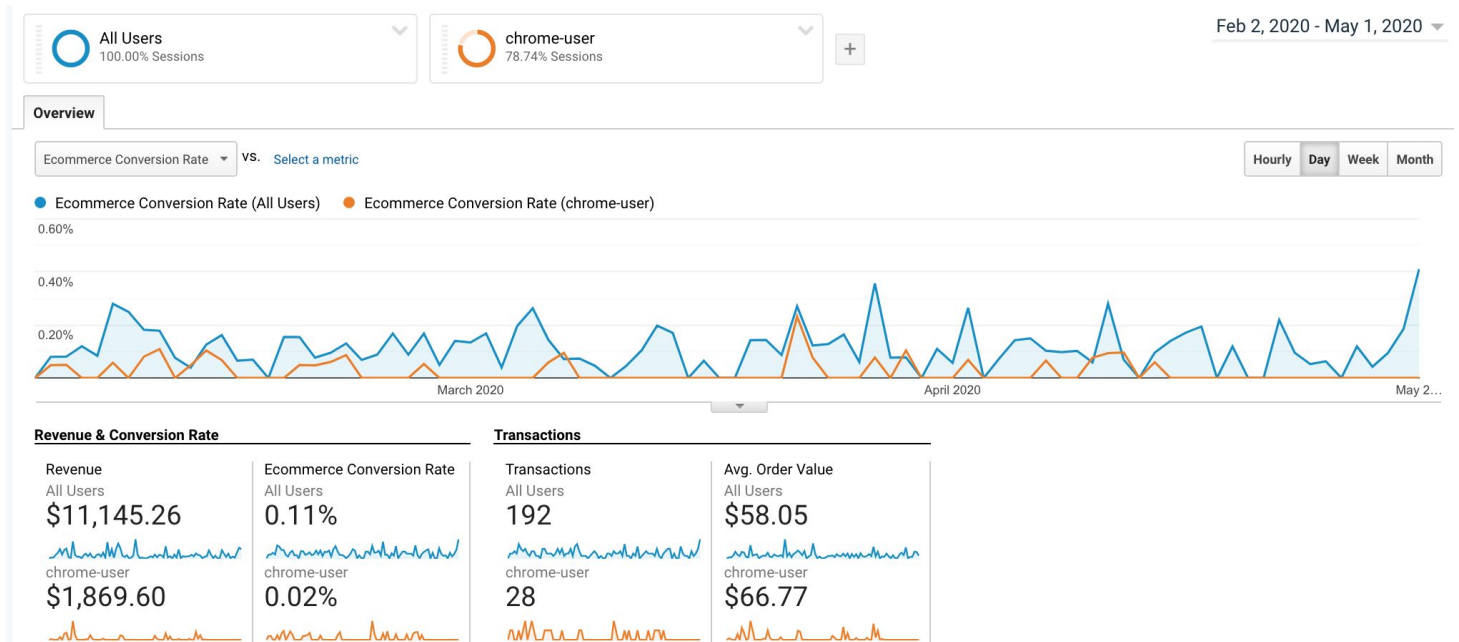 All Users
100.00% Sessions
chrome-user
78.74% Sessions
+
Feb 2, 2020 - May 1, 2020
Overview
Ecommerce Conversion Rate VS. Select a metric
Hourly Day Week Month
Ecommerce Conversion Rate (All Users) Ecommerce Conversion Rate (chrome-user)
0.60%
0.40%
0.20%
March 2020 April 2020 May 2...
Revenue & Conversion Rate
Revenue
All Users
$11,145.26
chrome-user
$1,869.60
Ecommerce Conversion Rate
All Users
0.11%
chrome-user
0.02%
Transactions
Transactions
All Users
192
chrome-user
28
Avg. Order Value
All Users
$58.05
chrome-user
$66.77